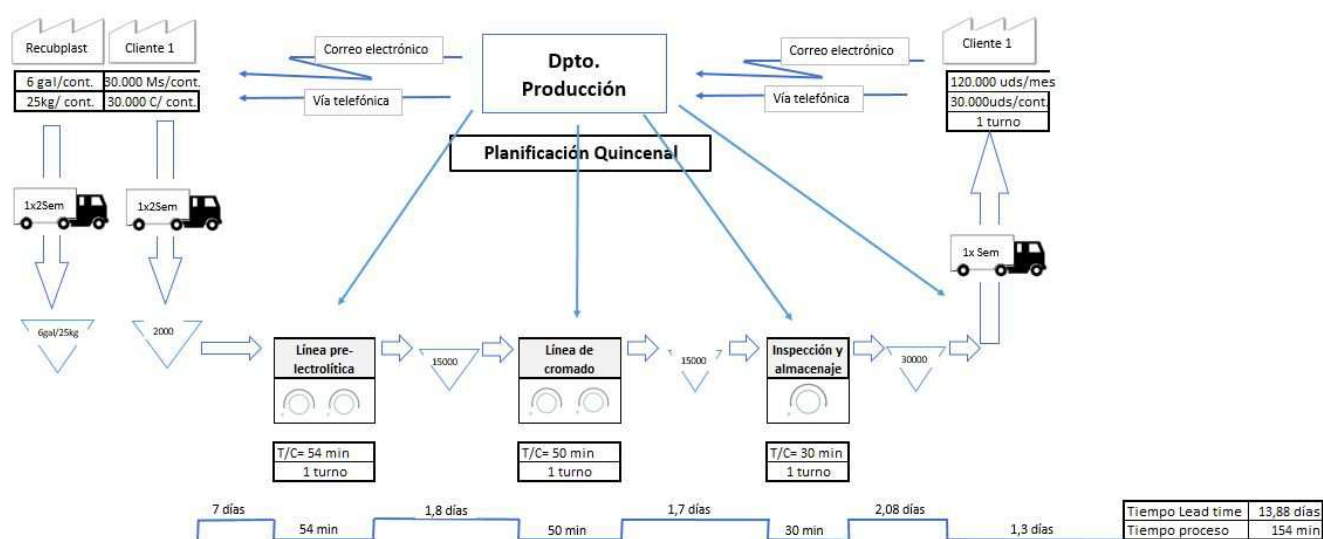 Recubplast
Cliente 1
6 gal/cont.
30.000 Ms/cont.
25kg/ cont.
30.000 C/ cont.
Correo electrónico
Vía telefónica
Dpto.
Producción
Planificación Quincenal
Correo electrónico
Vía telefónica
Cliente 1
120.000 uds/mes
30.000uds/cont.
1 turno
1x2Sem
1x2Sem
1x Sem
6gal/25kg
2000
Línea pre-
lectrolítica
15000
Línea de
cromado
15000
Inspección y
almacenaje
30000
T/C= 54 min
1 turno
T/C= 50 min
1 turno
T/C= 30 min
1 turno
7 días
54 min
1,8 días
50 min
1,7 días
30 min
2,08 días
1,3 días
Tiempo Lead time 13,88 días
Tiempo proceso 154 min